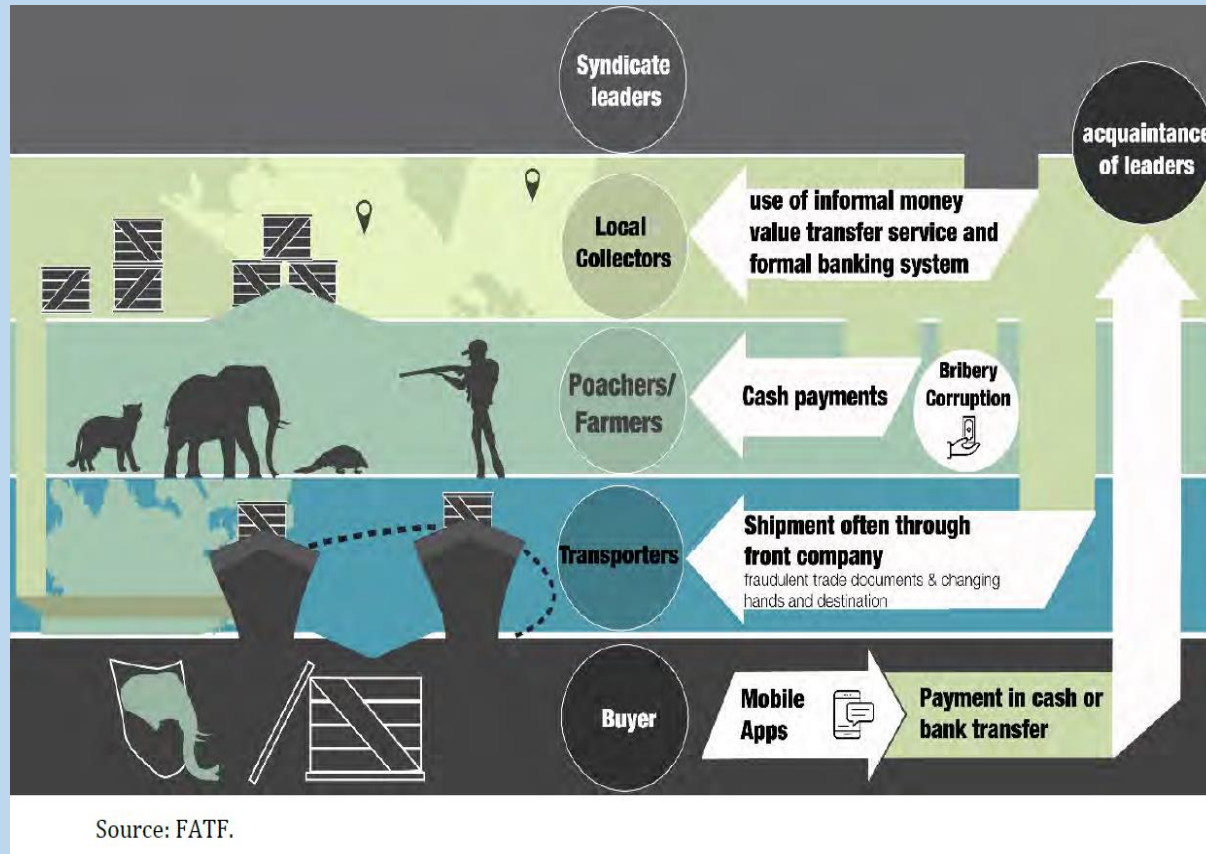 Syndicate
leaders
acquaintance
of leaders
Local
Collectors
use of informal money
value transfer service and
formal banking system
Poachers/
Farmers
Cash payments
Bribery
Corruption
Transporters
Shipment often through
front company
fraudulent trade documents & changing
hands and destination
Buyer
Mobile
Apps
Payment in cash or
bank transfer
Source: FATF.